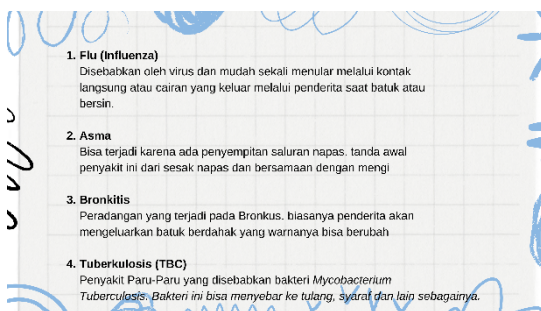 1. Flu (Influenza)
Disebabkan oleh virus dan mudah sekali menular melalui kontak
langsung atau cairan yang keluar melalui penderita saat batuk atau
bersin.
2. Asma
Bisa terjadi karena ada penyempitan saluran napas. tanda awal
penyakit ini dari sesak napas dan bersamaan dengan mengi
3. Bronkitis
Peradangan yang terjadi pada Bronkus. biasanya penderita akan
mengeluarkan batuk berdahak yang warnanya bisa berubah
4. Tuberkulosis (TBC)
Penyakit Paru-Paru yang disebabkan bakteri Mycobacterium
Tuberculosis. Bakteri ini bisa menyebar ke tulang, syaraf dan lain sebagainya.